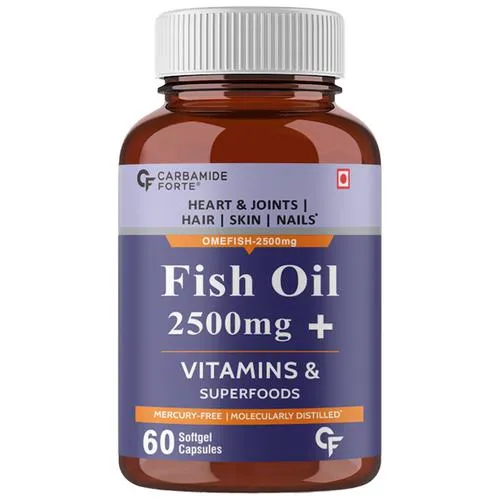 CF CARBAMIDE
FORTE®
HEART & JOINTS |
HAIR | SKIN | NAILS*
OMEFISH-2500mg
Fish Oil
2500mg +
VITAMINS &
SUPERFOODS
MERCURY-FREE | MOLECULARLY DISTILLED*
60 Softgel
Capsules
CF